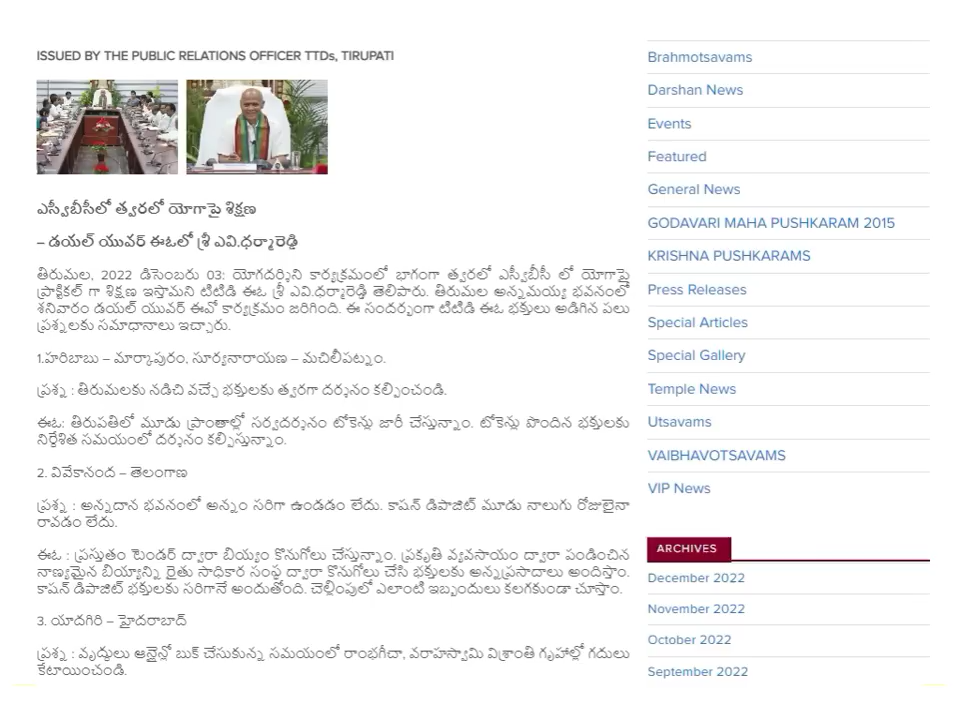 ISSUED BY THE PUBLIC RELATIONS OFFICER TTDs, TIRUPATI
ఎస్వీబీసీలో త్వరలో యోగాపై శిక్షణ
– డయల్ యువర్ ఈఓలో శ్రీ ఎవి.ధర్మారెడ్డి
తిరుమల, 2022 డిసెంబరు 03: యోగదర్శిని కార్యక్రమంలో భాగంగా త్వరలో ఎస్వీబీసీ లో యోగాపై
ప్రాక్టికల్ గా శిక్షణ ఇస్తామని టిటిడి ఈఓ శ్రీ ఎవి.ధర్మారెడ్డి తెలిపారు. తిరుమల అన్నమయ్య భవనంలో
శనివారం డయల్ యువర్ ఈవో కార్యక్రమం జరిగింది. ఈ సందర్భంగా టిటిడి ఈఓ భక్తులు అడిగిన పలు
ప్రశ్నలకు సమాధానాలు ఇచ్చారు.
1.హరిబాబు – మార్కాపురం, సూర్యనారాయణ – మచిలీపట్నం.
ప్రశ్న : తిరుమలకు నడిచి వచ్చే భక్తులకు త్వరగా దర్శనం కల్పించండి.
ఈఓ: తిరుపతిలో మూడు ప్రాంతాల్లో సర్వదర్శనం టోకెన్లు జారీ చేస్తున్నాం. టోకెన్లు పొందిన భక్తులకు
నిర్దేశిత సమయంలో దర్శనం కల్పిస్తున్నాం.
2. వివేకానంద – తెలంగాణ
ప్రశ్న : అన్నదాన భవనంలో అన్నం సరిగా ఉండడం లేదు. కాషన్ డిపాజిట్ మూడు నాలుగు రోజులైనా
రావడం లేదు.
ఈఓ : ప్రస్తుతం టెండర్ ద్వారా బియ్యం కొనుగోలు చేస్తున్నాం. ప్రకృతి వ్యవసాయం ద్వారా పండించిన
నాణ్యమైన బియ్యాన్ని రైతు సాధికార సంస్థ ద్వారా కొనుగోలు చేసి భక్తులకు అన్నప్రసాదాలు అందిస్తాం.
కాషన్ డిపాజిట్ భక్తులకు సరిగానే అందుతోంది. చెల్లింపులో ఎలాంటి ఇబ్బందులు కలగకుండా చూస్తాం.
3. యాదగిరి – హైదరాబాద్
ప్రశ్న : వృద్ధులు ఆన్లైన్లో బుక్ చేసుకున్న సమయంలో రాంభగీచా, వరాహస్వామి విశ్రాంతి గృహాల్లో గదులు
కేటాయించండి.
Brahmotsavams
Darshan News
Events
Featured
General News
GODAVARI MAHA PUSHKARAM 2015
KRISHNA PUSHKARAMS
Press Releases
Special Articles
Special Gallery
Temple News
Utsavams
VAIBHAVOTSAVAMS
VIP News
ARCHIVES
December 2022
November 2022
October 2022
September 2022